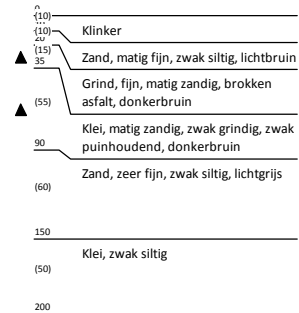 0
(10)
Klinker
(10)
20
(15)
Zand, matig fijn, zwak siltig, lichtbruin
35
Grind, fijn, matig zandig, brokken
asfalt, donkerbruin
(55)
Klei, matig zandig, zwak grindig, zwak
puinhoudend, donkerbruin
90
Zand, zeer fijn, zwak siltig, lichtgrijs
(60)
150
Klei, zwak siltig
(50)
200